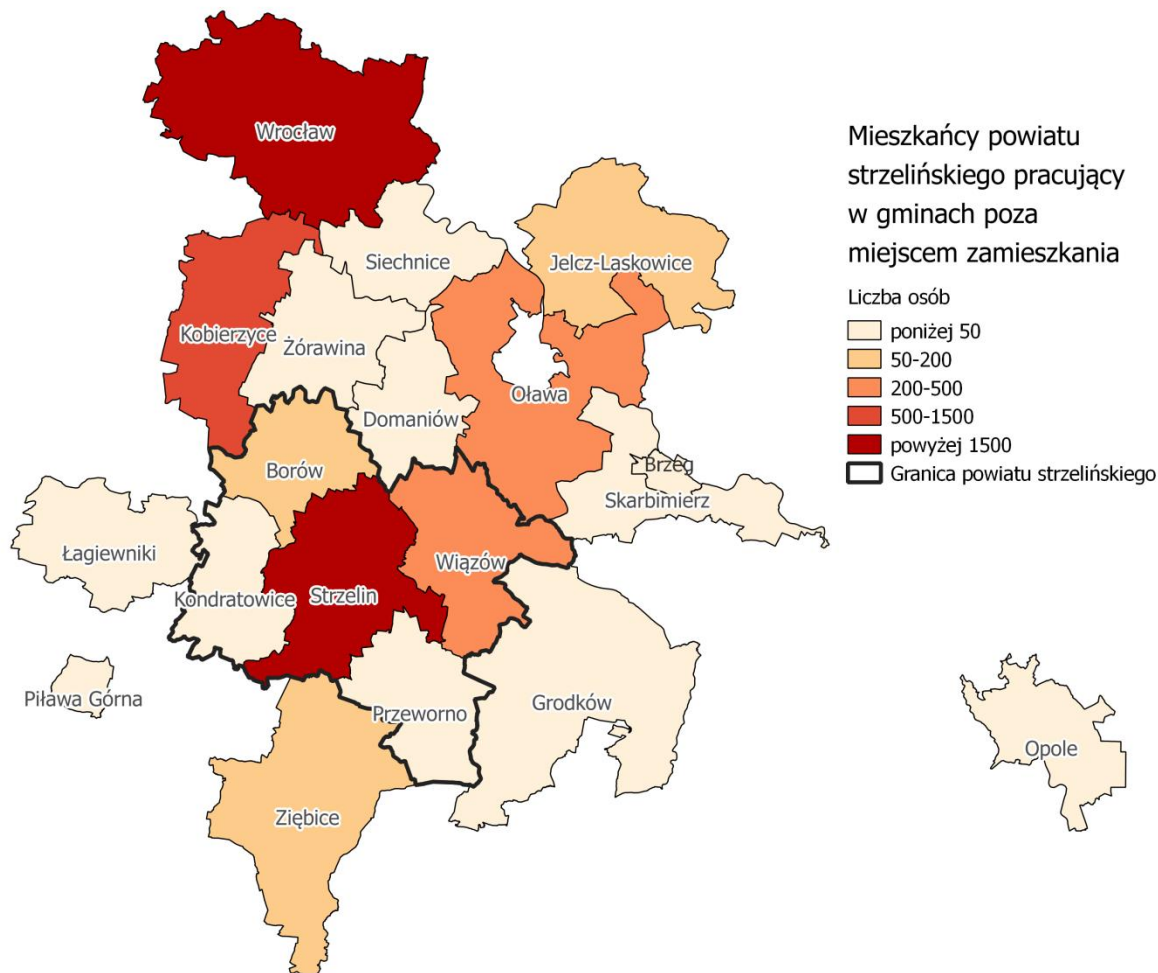 Wrocław
Siechnice
Jelcz-Laskowice
Kobierzyce
Żórawina
Oława
Domaniów
Borów
Brzeg
Skarbimierz
Łagiewniki
Wiązów
Kondratowice
Strzelin
Piława Górna
Przeworno
Grodków
Opole
Ziębice
Mieszkańcy powiatu
strzelińskiego pracujący
w gminach poza
miejscem zamieszkania
Liczba osób
poniżej 50
50-200
200-500
500-1500
powyżej 1500
Granica powiatu strzelińskiego